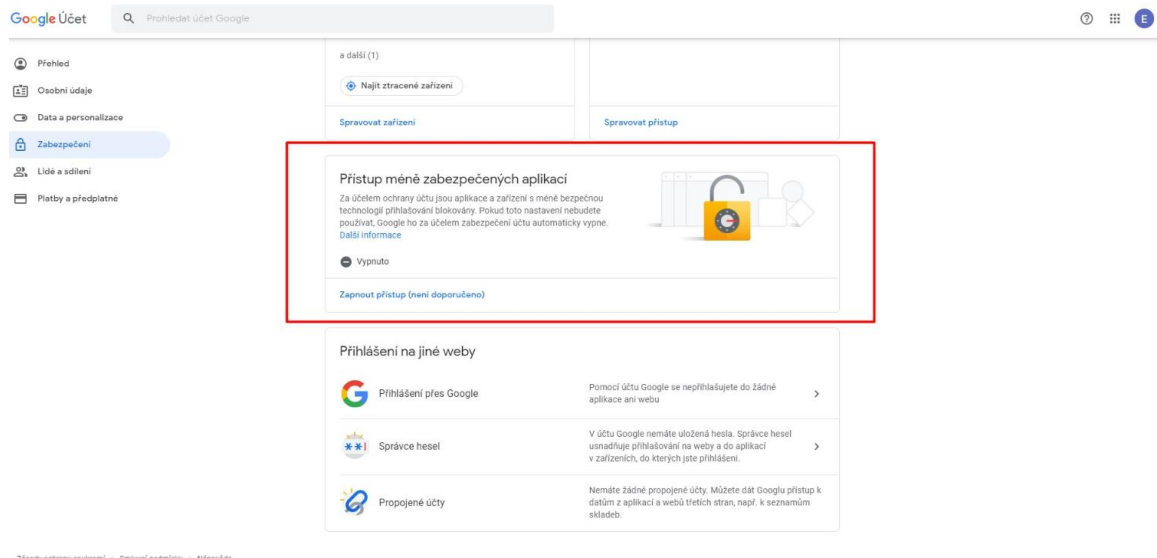 Google Účet
Prohledat účet Google
E
Přehled
Osobní údaje
Data a personalizace
Zabezpečení
Lidé a sdílení
Platby a předplatné
a další (1)
Najít ztracené zařízení
Spravovat zařízení
Spravovat přístup
Přístup méně zabezpečených aplikací
Za účelem ochrany účtu jsou aplikace a zařízení s méně bezpečnou
technologií přihlašování blokovány. Pokud toto nastavení nebudete
používat, Google ho za účelem zabezpečení účtu automaticky vypne.
Další informace
Vypnuto
Zapnout přístup (není doporučeno)
Přihlášení na jiné weby
Přihlášení přes Google
Pomocí účtu Google se nepřihlašujete do žádné
aplikace ani webu
Správce hesel
V účtu Google nemáte uložená hesla. Správce hesel
usnadňuje přihlašování na weby a do aplikací
v zařízeních, do kterých jste přihlášeni.
Propojené účty
Nemáte žádné propojené účty. Můžete dát Googlu přístup k
datům z aplikací a webů třetích stran, např. k seznamům
skladeb.
Zásady ochrany soukromí · Smluvní podmínky · Nápověda